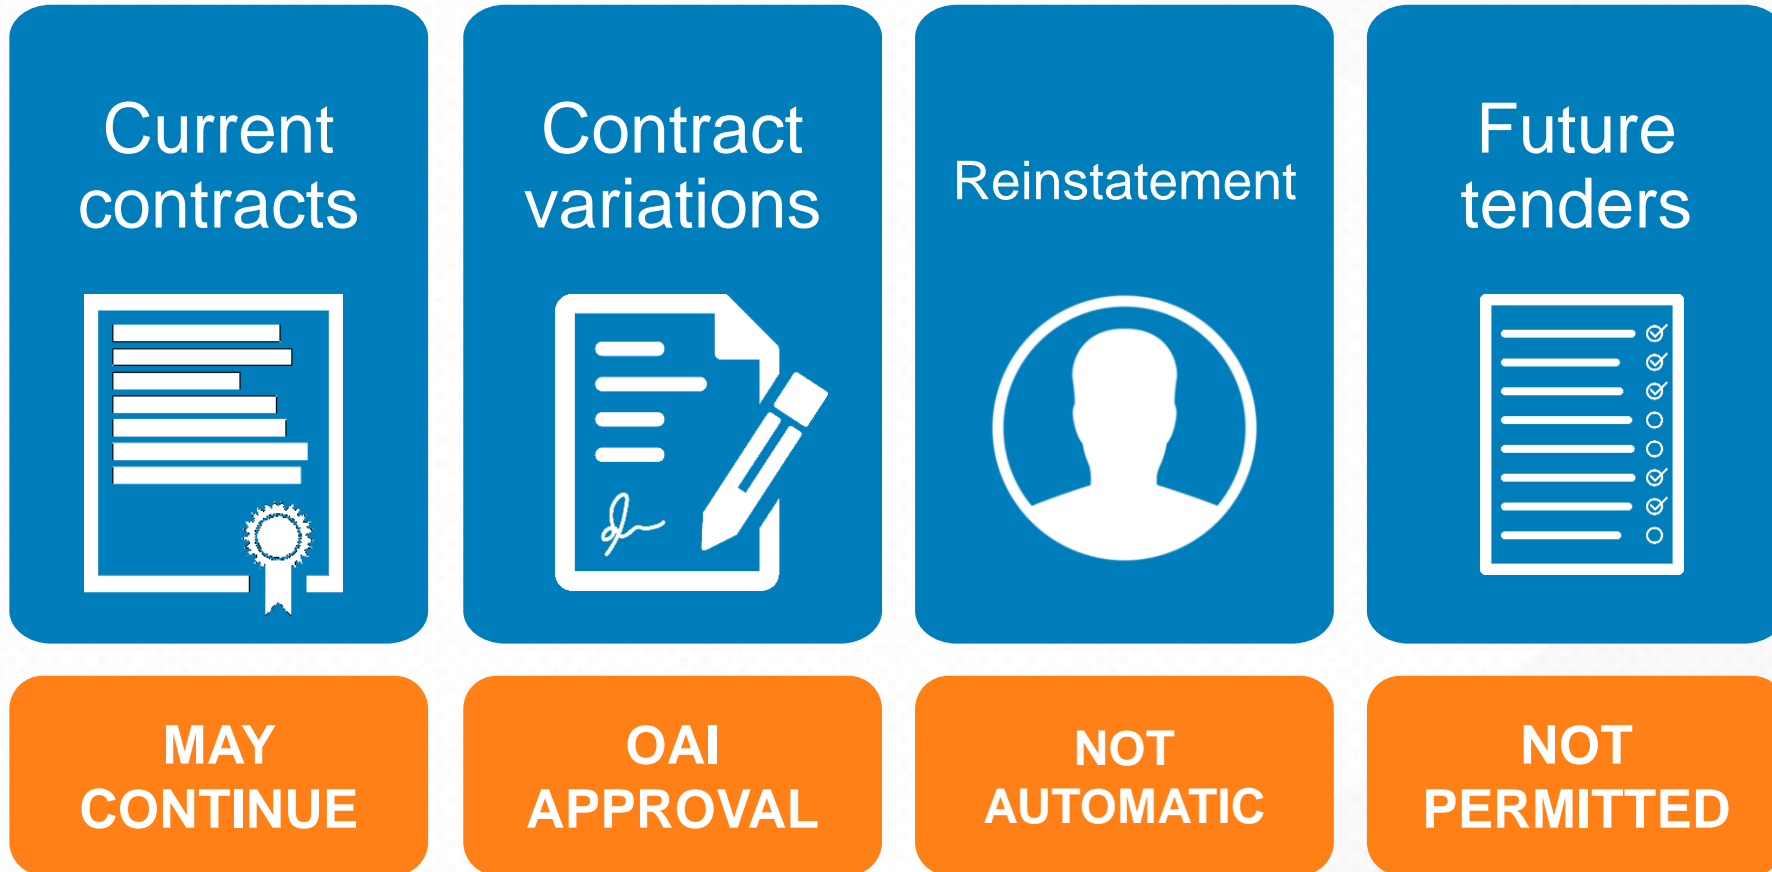 Current
contracts
MAY
CONTINUE
Contract
variations
OAI
APPROVAL
Reinstatement
NOT
AUTOMATIC
Future
tenders
NOT
PERMITTED